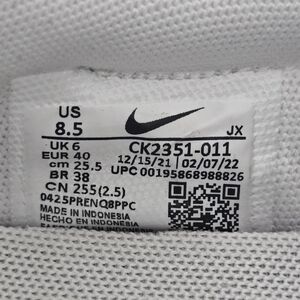 US
8.5
JX
UK 6
EUR 40
cm 25.5
BR 38
CN 255(2.5)
CK2351-011
12/15/21 | 02/07/22
UPC 00195868988826
0425PRENQ8PPC
MADE IN INDONESIA
HECHO EN INDONESIA